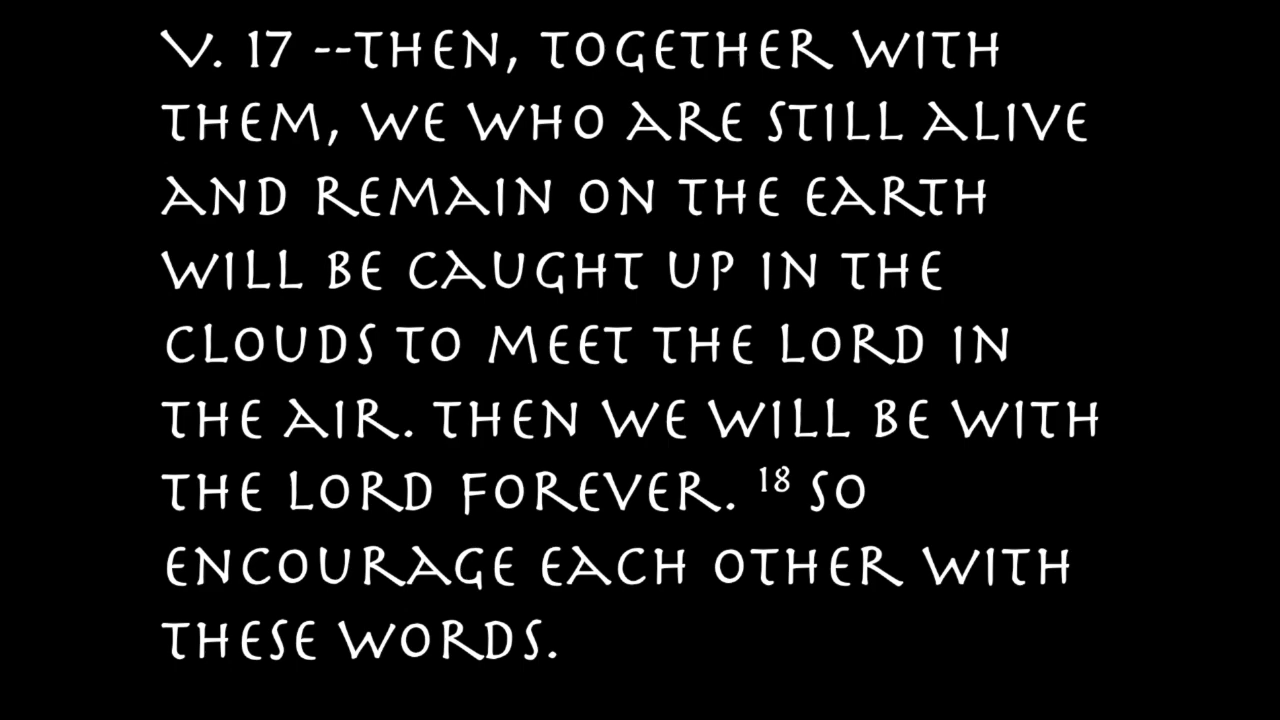 V. 17 --THEN, TOGETHER WITH
THEM, WE WHO ARE STILL ALIVE
AND REMAIN ON THE EARTH
WILL BE CAUGHT UP IN THE
CLOUDS TO MEET THE LORD IN
THE AIR. THEN WE WILL BE WITH
THE LORD FOREVER. 18 SO
ENCOURAGE EACH OTHER WITH
THESE WORDS.